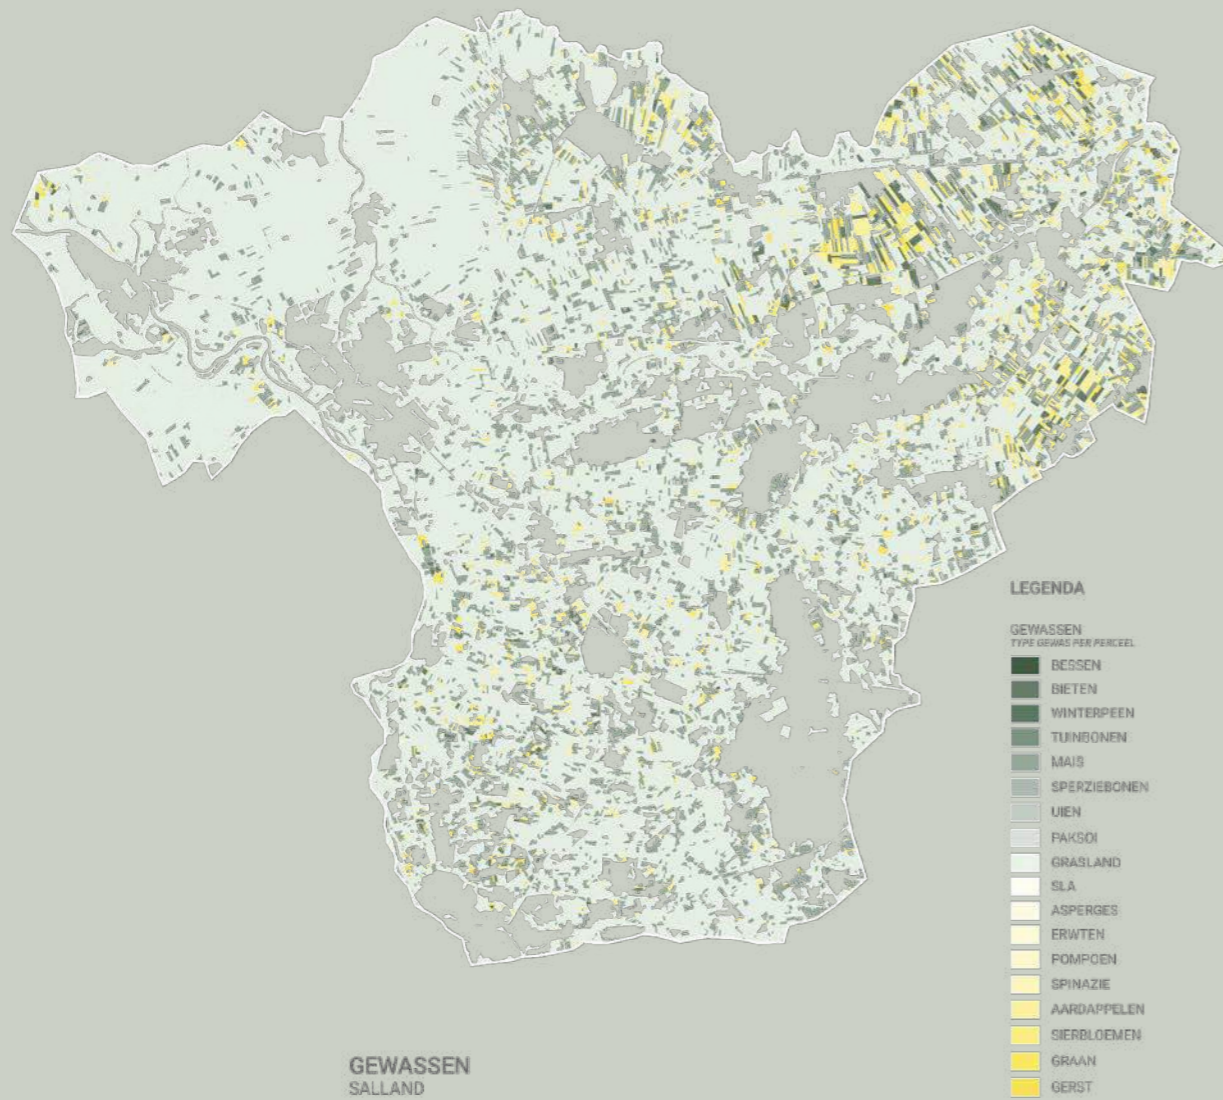 LEGENDA
GEWASSEN
TYPE GEWAS PER PERCEEL
BESSEN
BIETEN
WINTERPEEN
TUINBONEN
MAIS
SPERZIEBONEN
UIEN
PAKSOI
GRASLAND
SLA
ASPERGES
ERWTEN
POMPOEN
SPINAZIE
AARDAPPELEN
SIERBLOEMEN
GRAAN
GERST
GEWASSEN
SALLAND